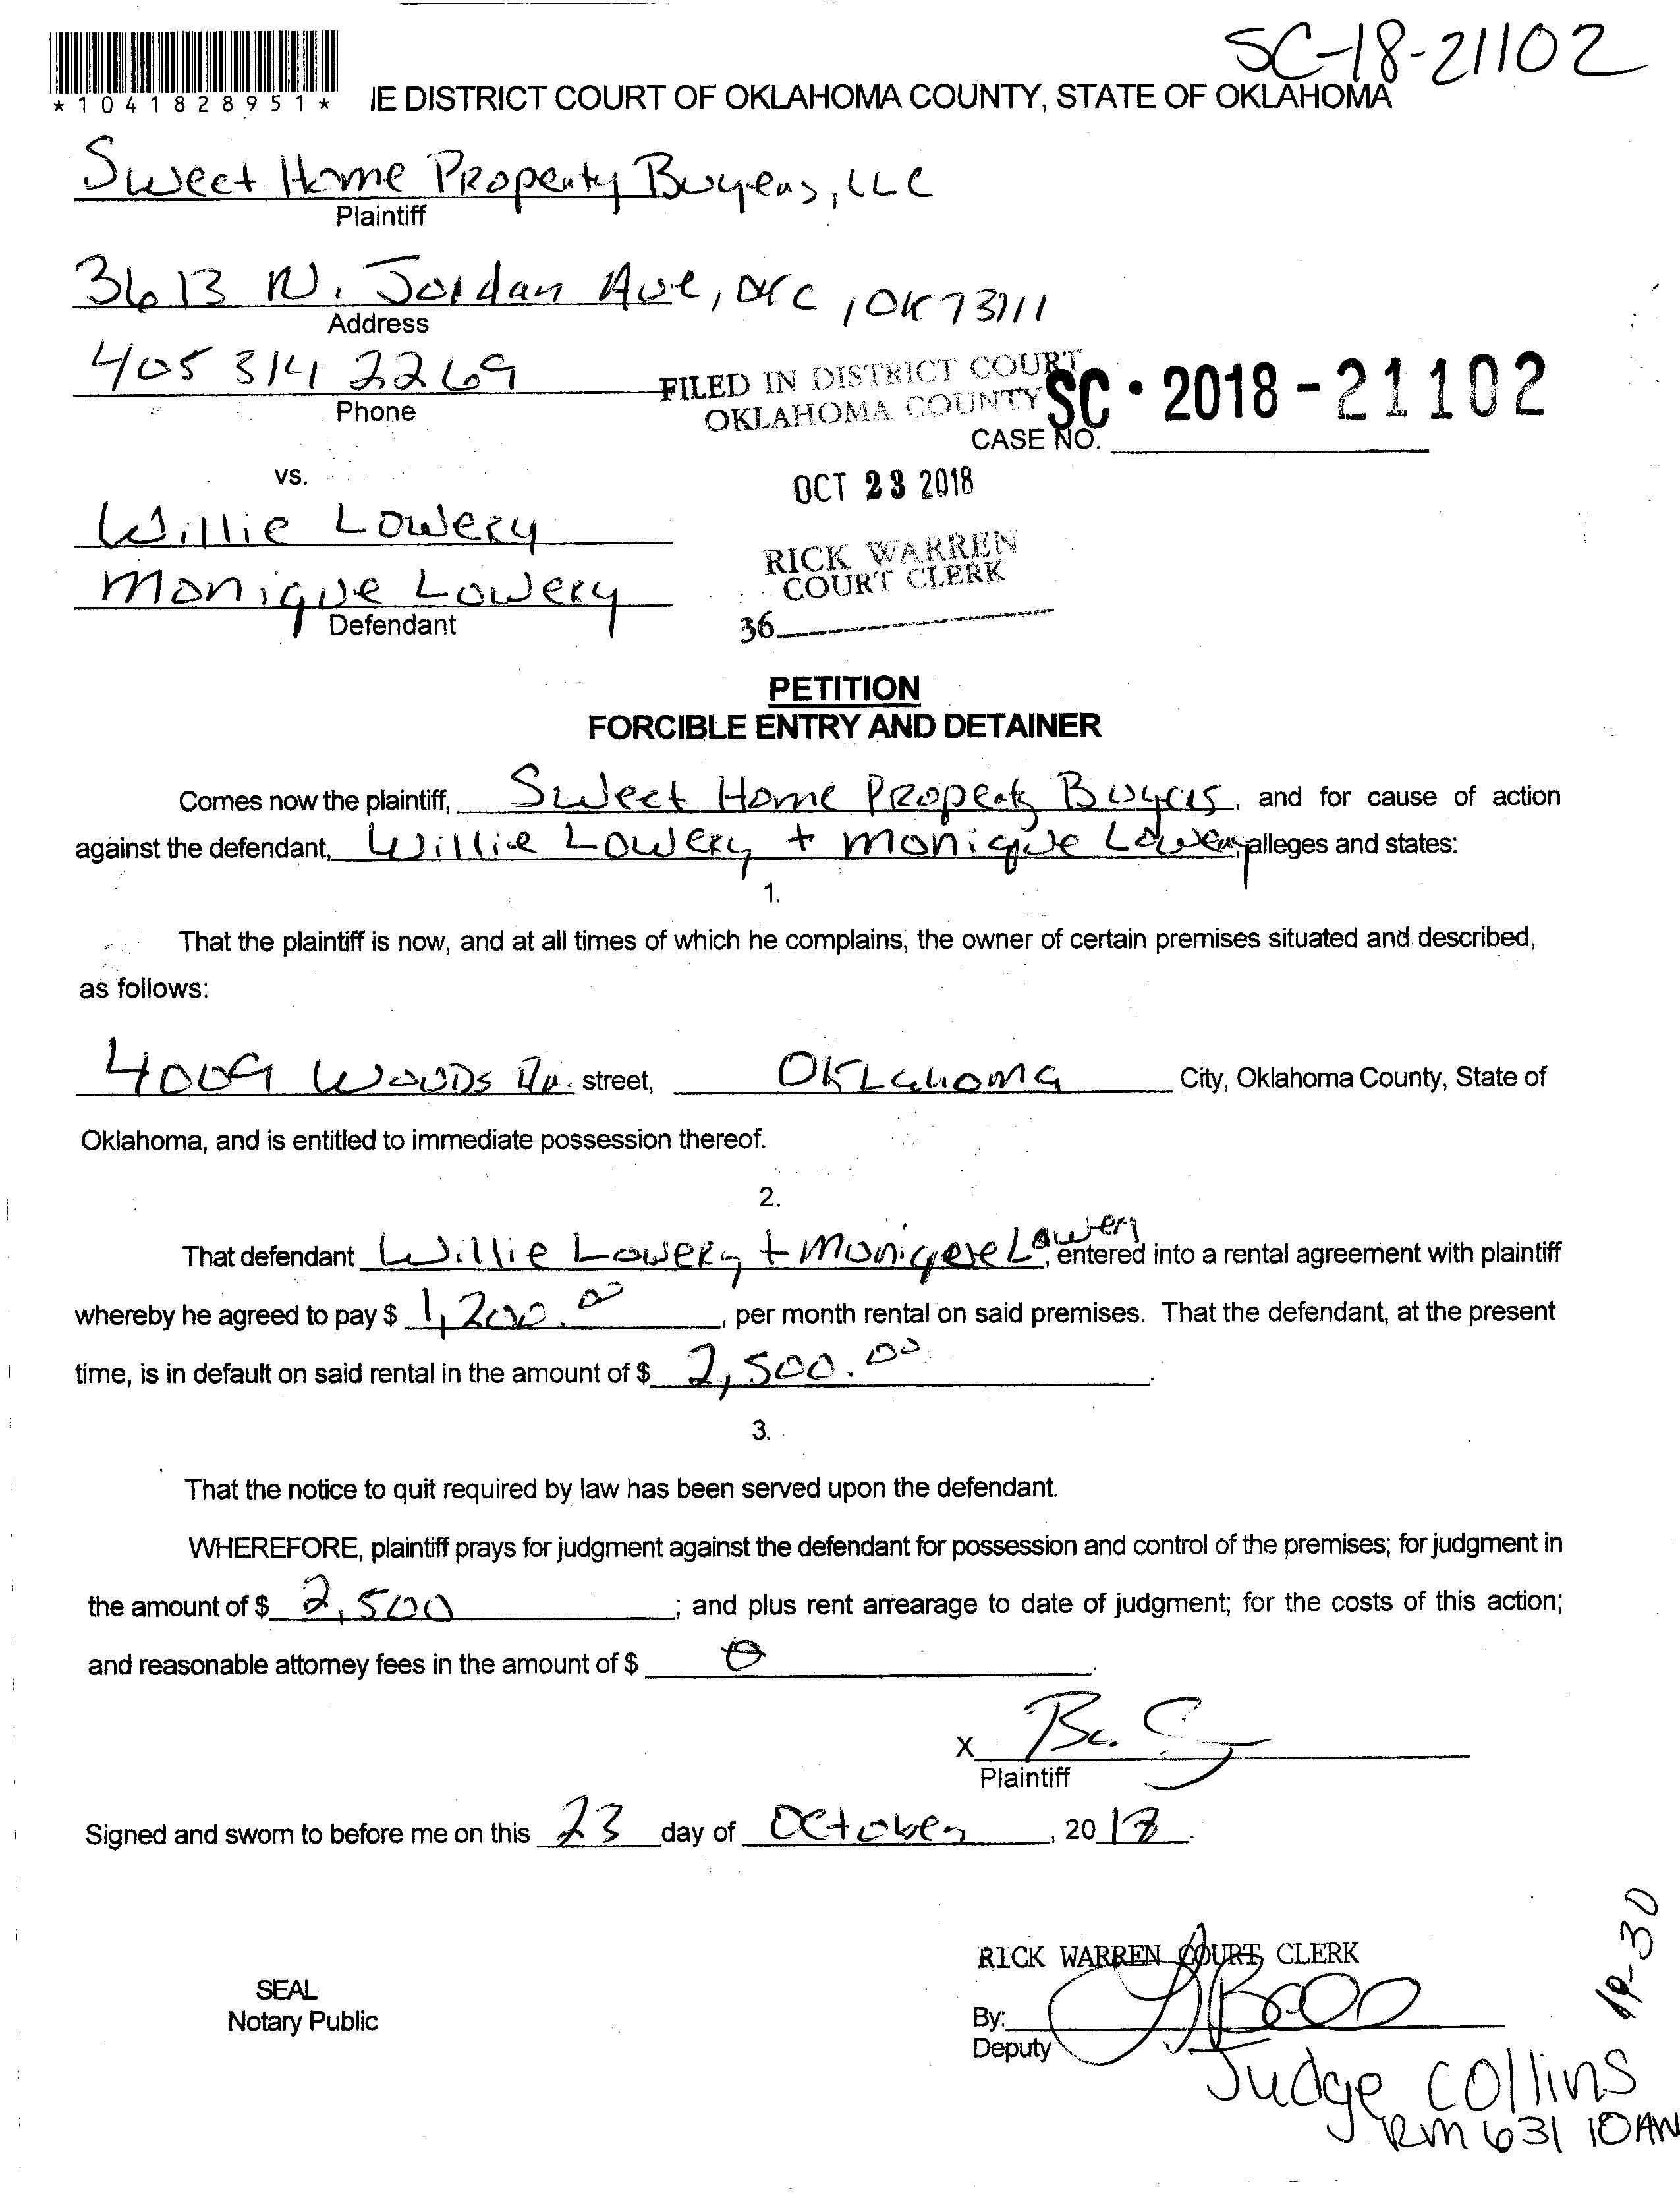 SC-18-21102
*1041828951*
IE DISTRICT COURT OF OKLAHOMA COUNTY, STATE OF OKLAHOMA
Sweet Home Property Buyers, LLC
Plaintiff
3613 N. Jordan Ave, OKC, OK 73111
Address
405 314 2269
Phone
FILED IN DISTRICT COURT
OKLAHOMA COUNTY
SC - 2018 - 21102
CASE NO.
vs.
OCT 23 2018
Willie Lowery
Monique Lowery
Defendant
RICK WARREN
COURT CLERK
36
PETITION
FORCIBLE ENTRY AND DETAINER
Comes now the plaintiff, Sweet Home Property Buyers, and for cause of action
against the defendant, Willie Lowery + Monique Lowery, alleges and states:
1.
That the plaintiff is now, and at all times of which he complains, the owner of certain premises situated and described,
as follows:
4009 Woods Dr. street, Oklahoma City, Oklahoma County, State of
Oklahoma, and is entitled to immediate possession thereof.
2.
That defendant Willie Lowery + Monique Lowery, entered into a rental agreement with plaintiff
whereby he agreed to pay $ 1,200.00, per month rental on said premises. That the defendant, at the present
time, is in default on said rental in the amount of $ 2,500.00.
3.
That the notice to quit required by law has been served upon the defendant.
WHEREFORE, plaintiff prays for judgment against the defendant for possession and control of the premises; for judgment in
the amount of $ 2,500; and plus rent arrearage to date of judgment; for the costs of this action;
and reasonable attorney fees in the amount of $ 0.
X
Plaintiff
Signed and sworn to before me on this 23 day of October, 2018.
RICK WARREN COURT CLERK
SEAL
Notary Public
By:
Deputy
Judge Collins
RM 631 10AM